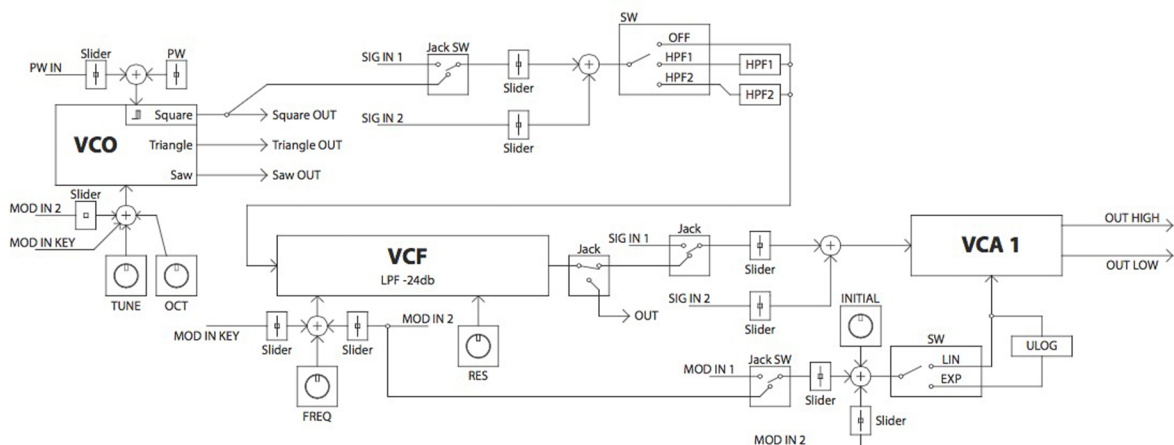 SW
OFF
Jack SW
Slider
PW
SIG IN 1
HPF1
HPF1
PW IN
Slider
HPF2
HPF2
Square
Square OUT
SIG IN 2
VCO
Triangle
Triangle OUT
Slider
Saw
Saw OUT
Slider
MOD IN 2
MOD IN KEY
Jack
OUT HIGH
VCF
Jack
SIG IN 1
VCA 1
LPF -24db
OUT LOW
Slider
TUNE
OCT
SIG IN 2
INITIAL
OUT
MOD IN KEY
MOD IN 2
Slider
Slider
Slider
SW
ULOG
Jack SW
LIN
RES
MOD IN 1
EXP
FREQ
Slider
Slider
MOD IN 2